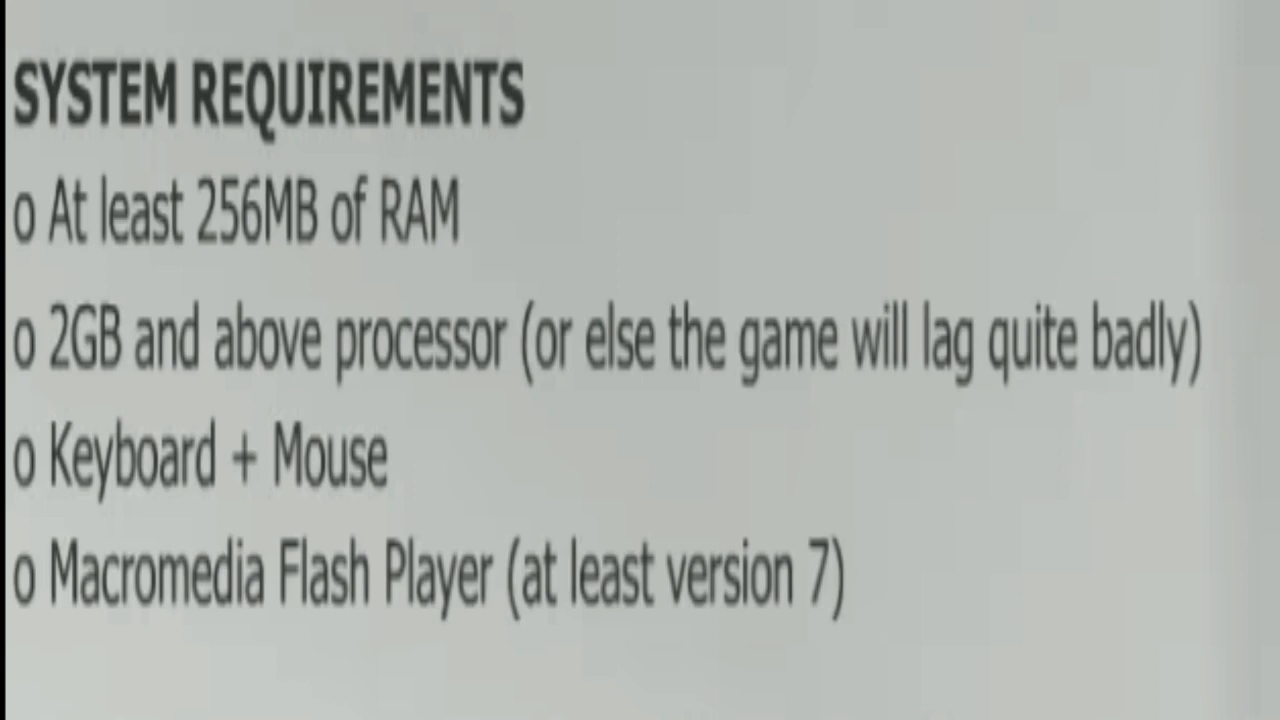 SYSTEM REQUIREMENTS
o At least 256MB of RAM
o 2GB and above processor (or else the game will lag quite badly)
o Keyboard + Mouse
o Macromedia Flash Player (at least version 7)